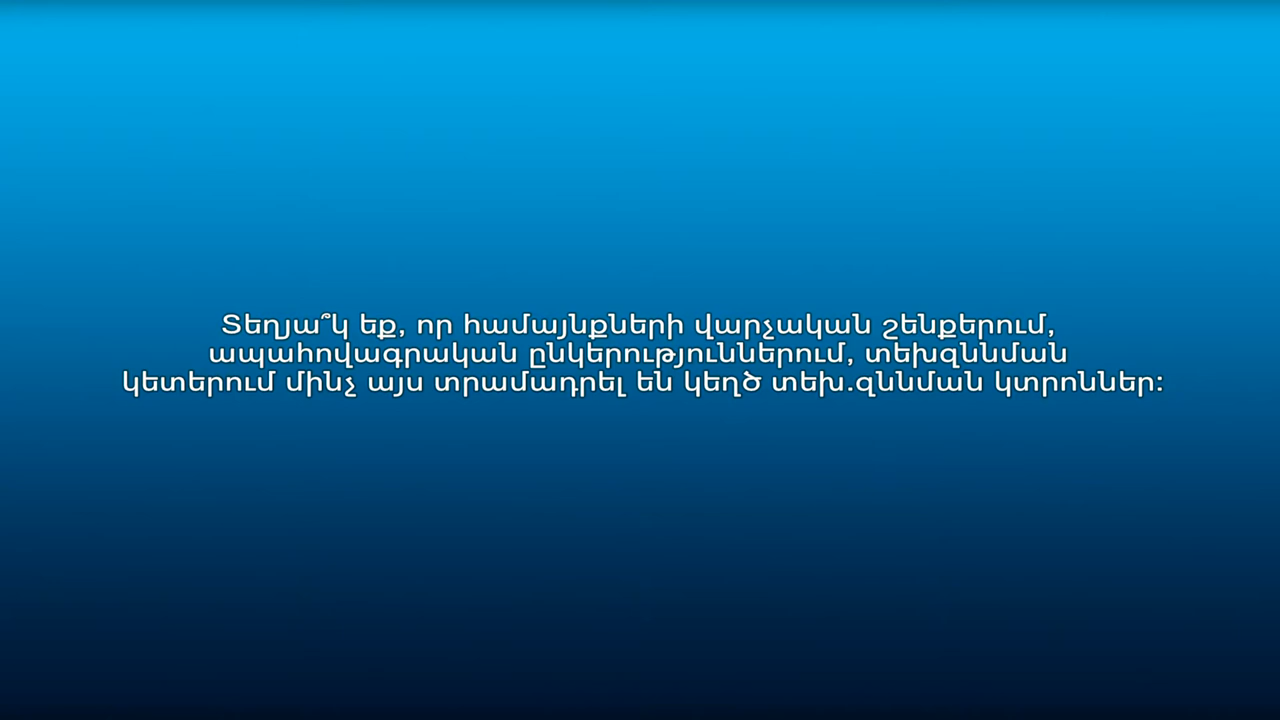 Տեղյա՞կ եք, որ համայնքների վարչական շենքերում,
ապահովագրական ընկերություններում, տեխզննման
կետերում մինչ այս տրամադրել են կեղծ տեխ.զննման կտրոններ: